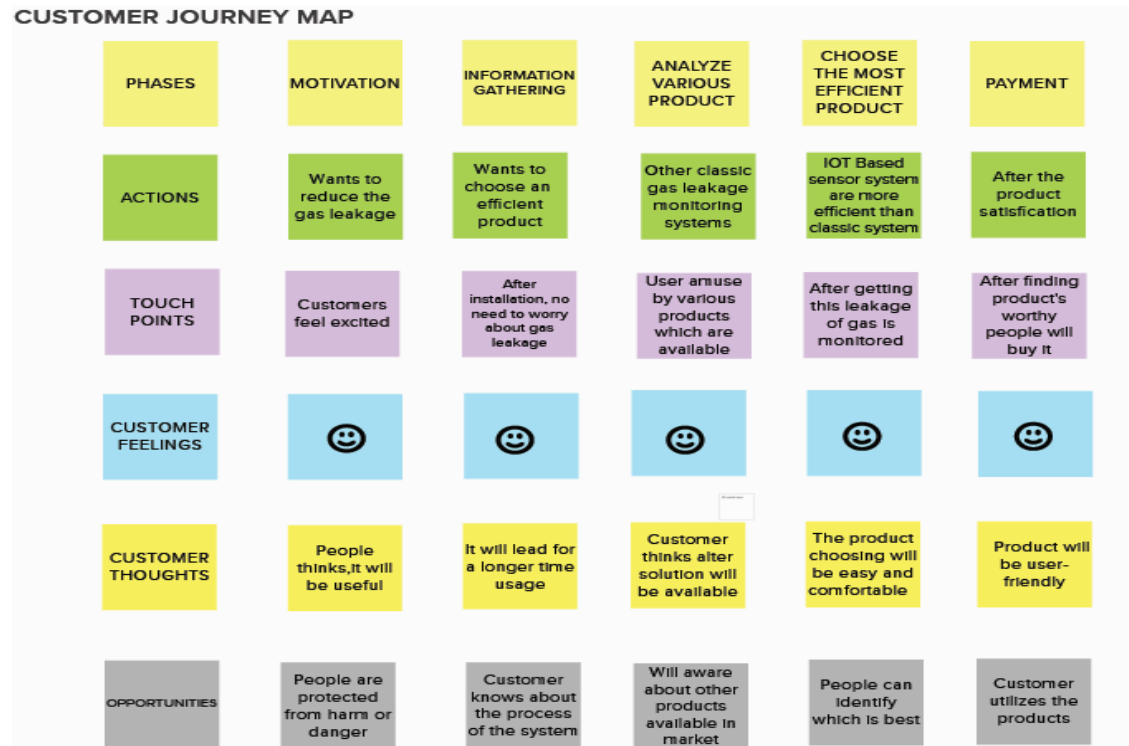 CUSTOMER JOURNEY MAP
PHASES
MOTIVATION
INFORMATION
GATHERING
ANALYZE
VARIOUS
PRODUCT
CHOOSE
THE MOST
EFFICIENT
PRODUCT
PAYMENT
ACTIONS
Wants to
reduce the
gas leakage
Wants to
choose an
efficient
product
Other classic
gas leakage
monitoring
systems
IOT Based
sensor system
are more
efficient than
classic system
After the
product
satisfication
TOUCH
POINTS
Customers
feel excited
After
installation, no
need to worry
about gas
leakage
User amuse
by various
products
which are
available
After getting
this leakage
of gas is
monitored
After finding
product's
worthy
people will
buy it
CUSTOMER
FEELINGS
CUSTOMER
THOUGHTS
People
thinks,it will
be useful
It will lead for
a longer time
usage
Customer
thinks alter
solution will
be available
The product
choosing will
be easy and
comfortable
Product will
be user-
friendly
OPPORTUNITIES
People are
protected
from harm or
danger
Customer
knows about
the process
of the system
Will aware
about other
products
available in
market
People can
identify
which is best
Customer
utilizes the
products